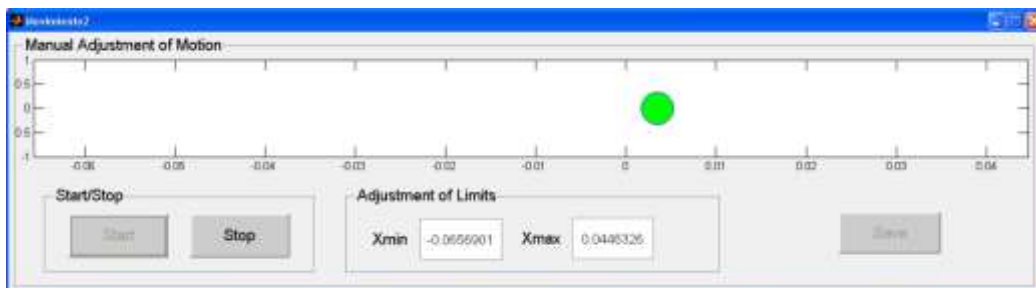 Manual Adjustment of Motion
1
0.5
0
0.5
-1
-0.06 -0.05 -0.04 -0.03 -0.02 -0.01 0 0.01 0.02 0.03 0.04
Start/Stop
Start Stop
Adjustment of Limits
Xmin -0.0656901 Xmax 0.0446326
Save